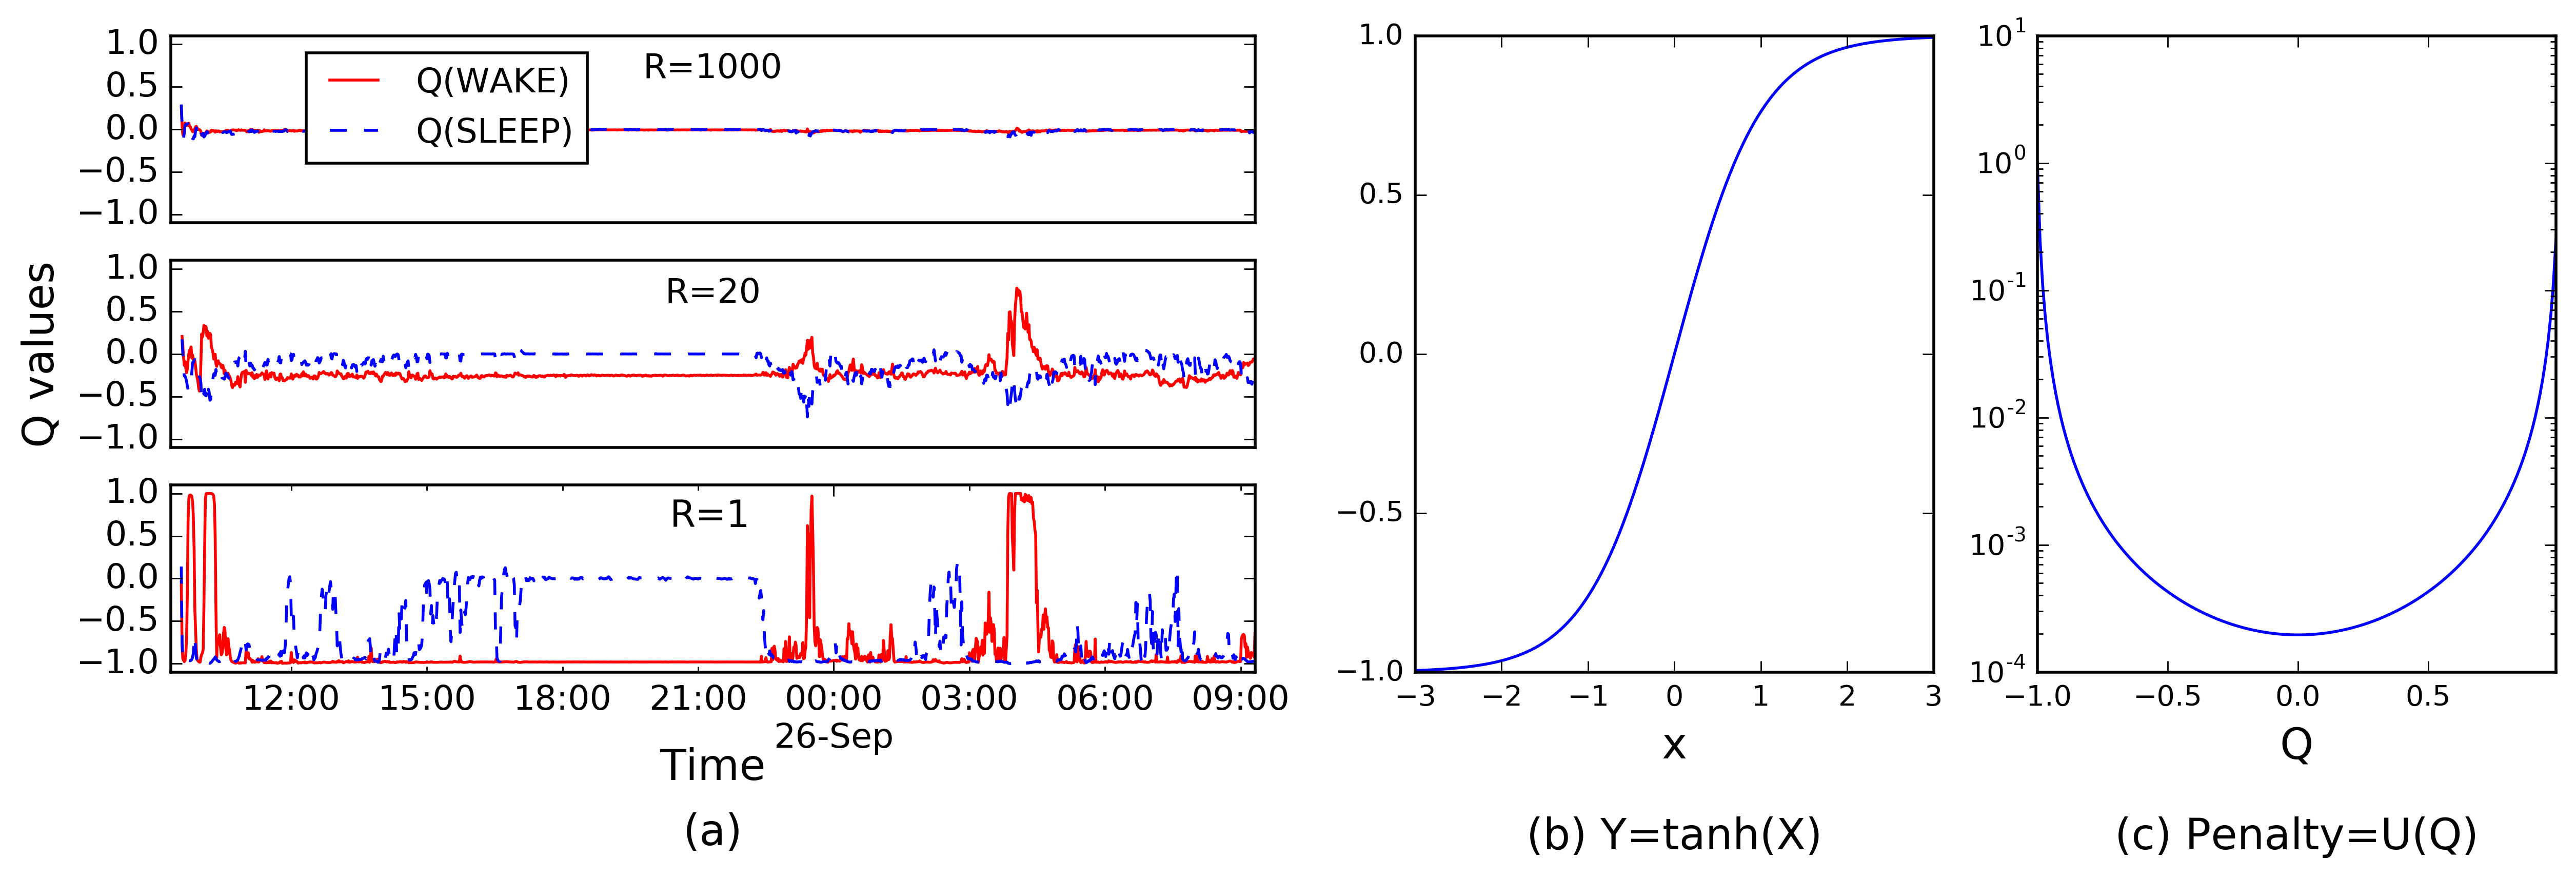 Q values
1.0
0.5
0.0
−0.5
−1.0
Q(WAKE)
Q(SLEEP)
R=1000
1.0
0.5
0.0
−0.5
−1.0
R=20
1.0
0.5
0.0
−0.5
−1.0
R=1
12:00 15:00 18:00 21:00 00:00 03:00 06:00 09:00
26-Sep
Time
(a)
1.0
0.5
0.0
−0.5
−1.0
−3 −2 −1 0 1 2 3
x
(b) Y=tanh(X)
10^1
10^0
10^-1
10^-2
10^-3
10^-4
−1.0 −0.5 0.0 0.5
Q
(c) Penalty=U(Q)